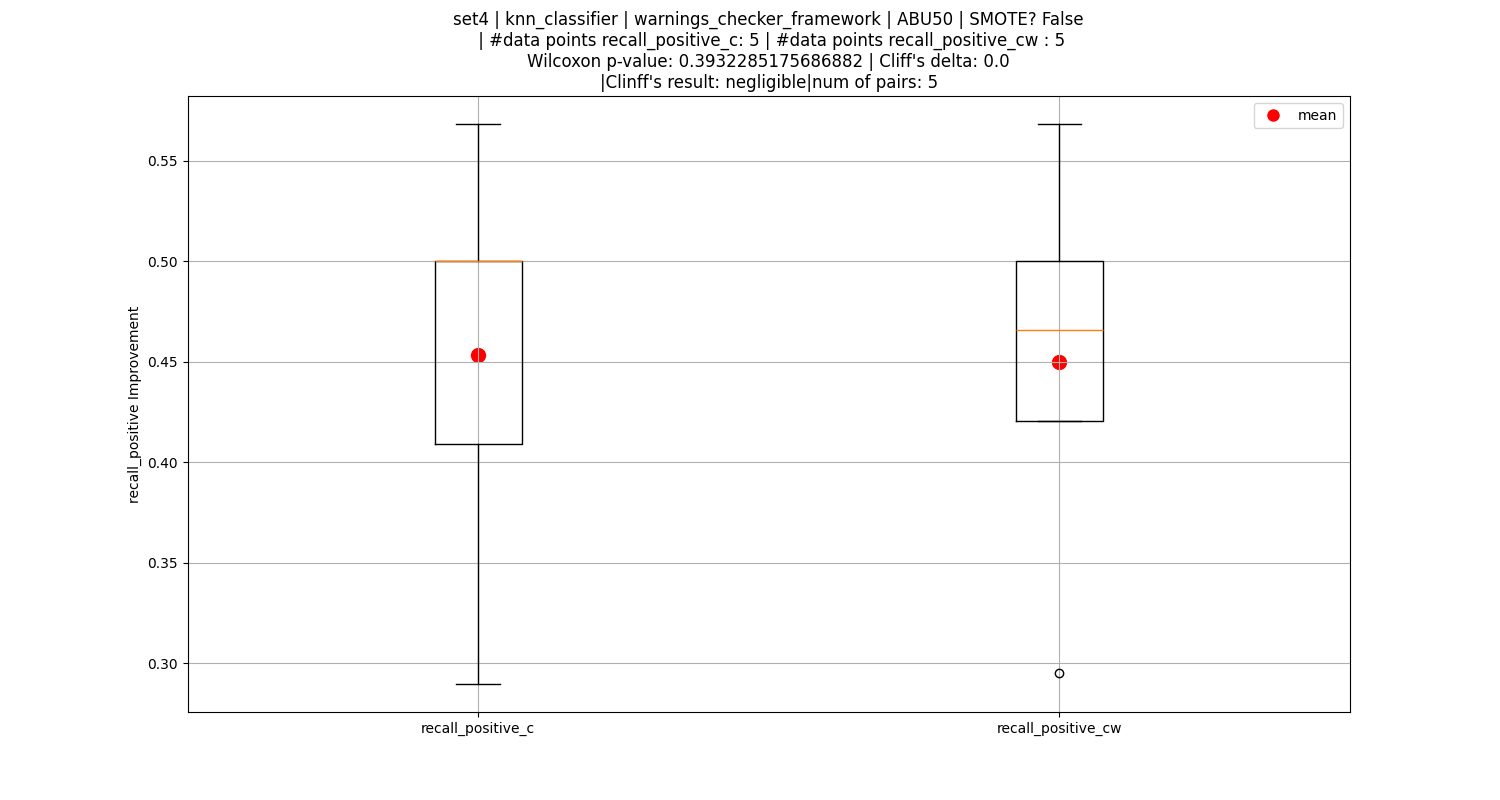 set4 | knn_classifier | warnings_checker_framework | ABU50 | SMOTE? False
| #data points recall_positive_c: 5 | #data points recall_positive_cw : 5
Wilcoxon p-value: 0.3932285175686882 | Cliff's delta: 0.0
|Clinff's result: negligible|num of pairs: 5
mean
recall_positive Improvement
0.55
0.50
0.45
0.40
0.35
0.30
recall_positive_c
recall_positive_cw